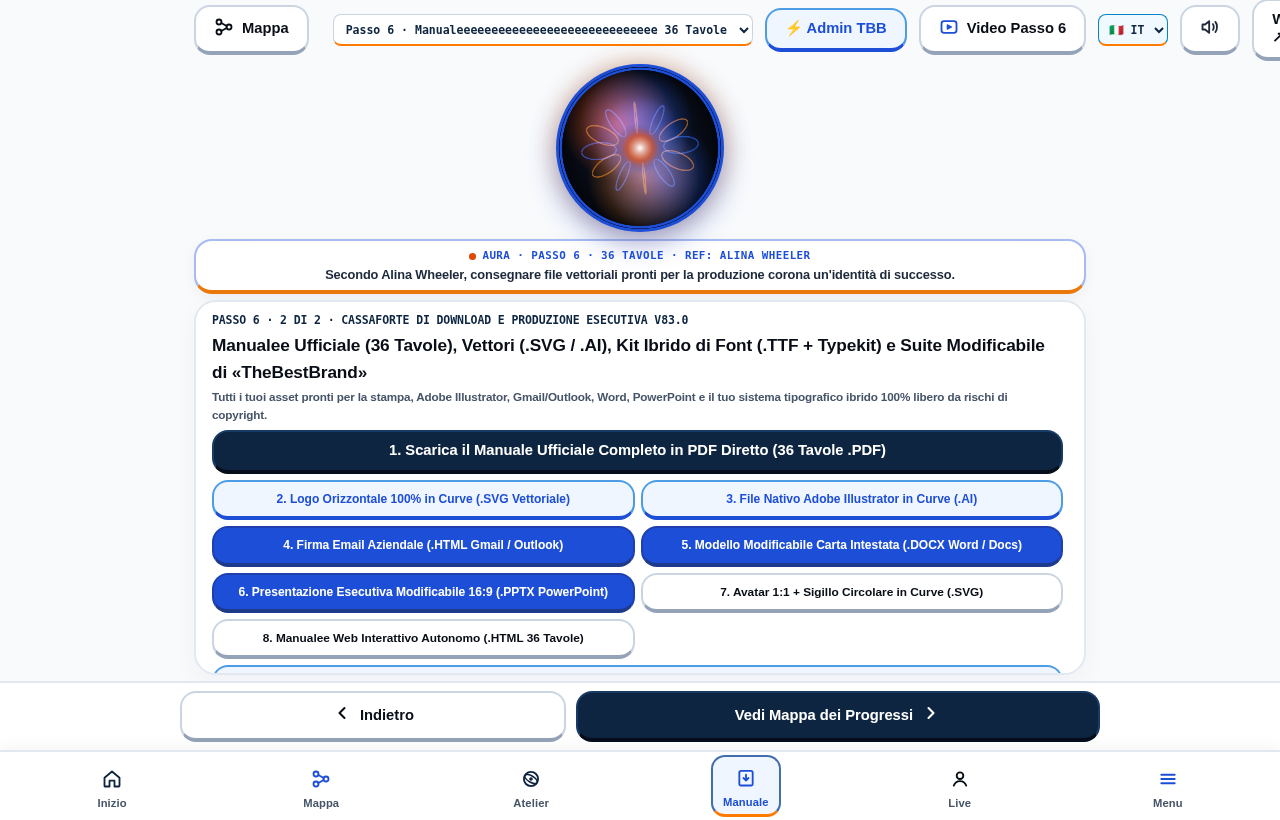 Mappa
Passo 6 · Manualeeeeeeeeeeeeeeeeeeeeeeeeeeeee 36 Tavole
⚡ Admin TBB
Video Passo 6
🇮🇹 IT
AURA · PASSO 6 · 36 TAVOLE · REF: ALINA WHEELER
Secondo Alina Wheeler, consegnare file vettoriali pronti per la produzione corona un'identità di successo.
PASSO 6 · 2 DI 2 · CASSAFORTE DI DOWNLOAD E PRODUZIONE ESECUTIVA V83.0
Manualee Ufficiale (36 Tavole), Vettori (.SVG / .AI), Kit Ibrido di Font (.TTF + Typekit) e Suite Modificabile
di «TheBestBrand»
Tutti i tuoi asset pronti per la stampa, Adobe Illustrator, Gmail/Outlook, Word, PowerPoint e il tuo sistema tipografico ibrido 100% libero da rischi di
copyright.
1. Scarica il Manuale Ufficiale Completo in PDF Diretto (36 Tavole .PDF)
2. Logo Orizzontale 100% in Curve (.SVG Vettoriale)
3. File Nativo Adobe Illustrator in Curve (.AI)
4. Firma Email Aziendale (.HTML Gmail / Outlook)
5. Modello Modificabile Carta Intestata (.DOCX Word / Docs)
6. Presentazione Esecutiva Modificabile 16:9 (.PPTX PowerPoint)
7. Avatar 1:1 + Sigillo Circolare in Curve (.SVG)
8. Manualee Web Interattivo Autonomo (.HTML 36 Tavole)
Indietro
Vedi Mappa dei Progressi
Inizio
Mappa
Atelier
Manuale
Live
Menu